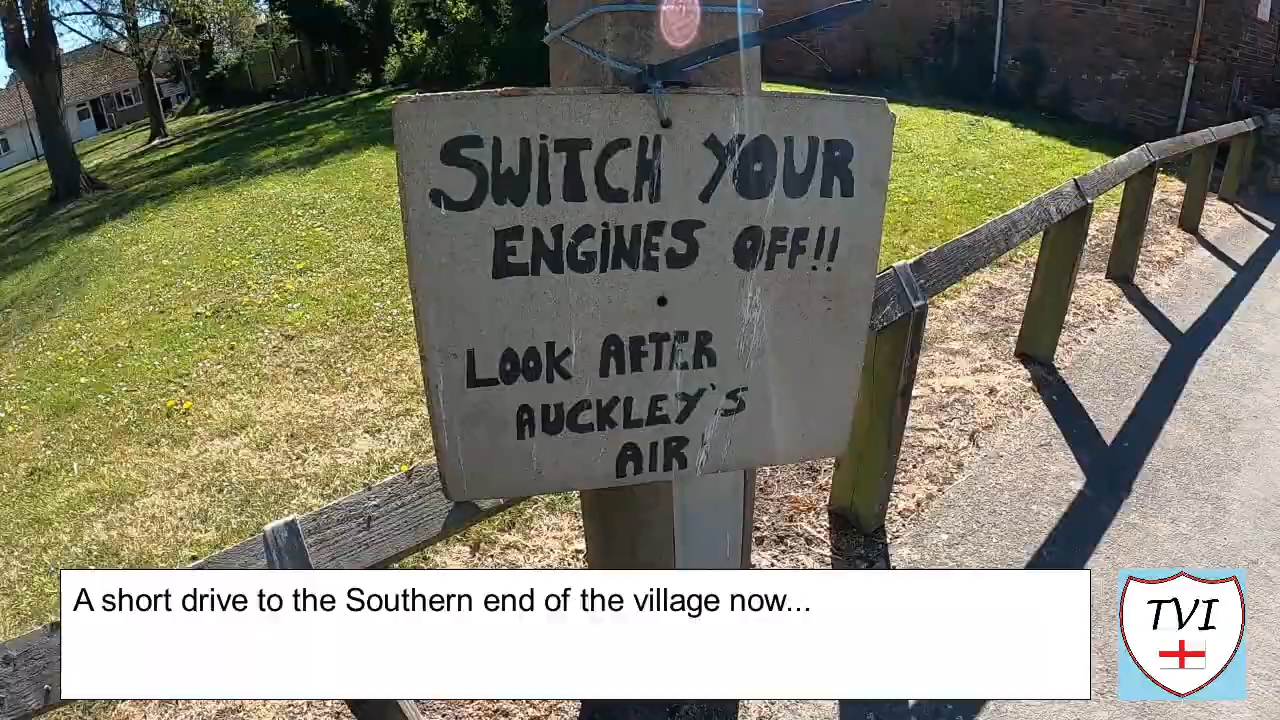 SWiTCH YOUR
ENGiNES OFF!!
LOOK AFTER
AUCKLEY'S
AIR!
A short drive to the Southern end of the village now...
TVI